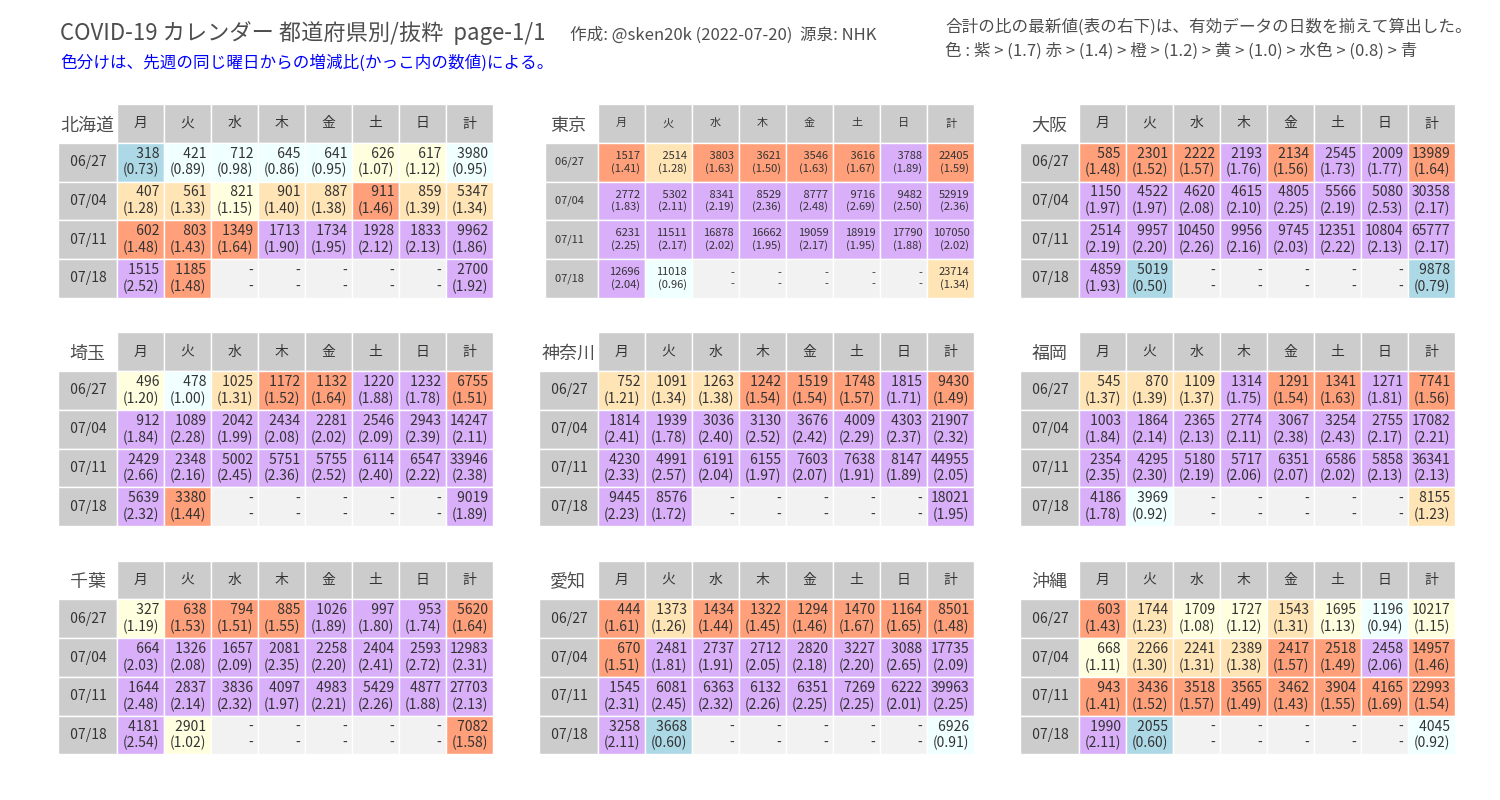 COVID-19 カレンダー 都道府県別/抜粋 page-1/1
作成: @sken20k (2022-07-20) 源泉: NHK
合計の比の最新値(表の右下)は、有効データの日数を揃えて算出した。
色分けは、先週の同じ曜日からの増減比(かっこ内の数値)による。
色 : 紫 > (1.7) 赤 > (1.4) > 橙 > (1.2) > 黄 > (1.0) > 水色 > (0.8) > 青
北海道 月 火 水 木 金 土 日 計
06/27 318 421 712 645 641 626 617 3980
(0.73) (0.89) (0.98) (0.86) (0.95) (1.07) (1.12) (0.95)
07/04 407 561 821 901 887 911 859 5347
(1.28) (1.33) (1.15) (1.40) (1.38) (1.46) (1.39) (1.34)
07/11 602 803 1349 1713 1734 1928 1833 9962
(1.48) (1.43) (1.64) (1.90) (1.95) (2.12) (2.13) (1.86)
07/18 1515 1185 - - - - - 2700
(2.52) (1.48) - - - - - (1.92)
東京 月 火 水 木 金 土 日 計
06/27 1517 2514 3803 3621 3546 3616 3788 22405
(1.41) (1.28) (1.63) (1.50) (1.63) (1.67) (1.89) (1.59)
07/04 2772 5302 8341 8529 8777 9716 9482 52919
(1.83) (2.11) (2.19) (2.36) (2.48) (2.69) (2.50) (2.36)
07/11 6231 11511 16878 16662 19059 18919 17790 107050
(2.25) (2.17) (2.02) (1.95) (2.17) (1.95) (1.88) (2.02)
07/18 12696 11018 - - - - - 23714
(2.04) (0.96) - - - - - (1.34)
大阪 月 火 水 木 金 土 日 計
06/27 585 2301 2222 2193 2134 2545 2009 13989
(1.48) (1.52) (1.57) (1.76) (1.56) (1.73) (1.77) (1.64)
07/04 1150 4522 4620 4615 4805 5566 5080 30358
(1.97) (1.97) (2.08) (2.10) (2.25) (2.19) (2.53) (2.17)
07/11 2514 9957 10450 9956 9745 12351 10804 65777
(2.19) (2.20) (2.26) (2.16) (2.03) (2.22) (2.13) (2.17)
07/18 4859 5019 - - - - - 9878
(1.93) (0.50) - - - - - (0.79)
埼玉 月 火 水 木 金 土 日 計
06/27 496 478 1025 1172 1132 1220 1232 6755
(1.20) (1.00) (1.31) (1.52) (1.64) (1.88) (1.78) (1.51)
07/04 912 1089 2042 2434 2281 2546 2943 14247
(1.84) (2.28) (1.99) (2.08) (2.02) (2.09) (2.39) (2.11)
07/11 2429 2348 5002 5751 5755 6114 6547 33946
(2.66) (2.16) (2.45) (2.36) (2.52) (2.40) (2.22) (2.38)
07/18 5639 3380 - - - - - 9019
(2.32) (1.44) - - - - - (1.89)
神奈川 月 火 水 木 金 土 日 計
06/27 752 1091 1263 1242 1519 1748 1815 9430
(1.21) (1.34) (1.38) (1.54) (1.54) (1.57) (1.71) (1.49)
07/04 1814 1939 3036 3130 3676 4009 4303 21907
(2.41) (1.78) (2.40) (2.52) (2.42) (2.29) (2.37) (2.32)
07/11 4230 4991 6191 6155 7603 7638 8147 44955
(2.33) (2.57) (2.04) (1.97) (2.07) (1.91) (1.89) (2.05)
07/18 9445 8576 - - - - - 18021
(2.23) (1.72) - - - - - (1.95)
福岡 月 火 水 木 金 土 日 計
06/27 545 870 1109 1314 1291 1341 1271 7741
(1.37) (1.39) (1.37) (1.75) (1.54) (1.63) (1.81) (1.56)
07/04 1003 1864 2365 2774 3067 3254 2755 17082
(1.84) (2.14) (2.13) (2.11) (2.38) (2.43) (2.17) (2.21)
07/11 2354 4295 5180 5717 6351 6586 5858 36341
(2.35) (2.30) (2.19) (2.06) (2.07) (2.02) (2.13) (2.13)
07/18 4186 3969 - - - - - 8155
(1.78) (0.92) - - - - - (1.23)
千葉 月 火 水 木 金 土 日 計
06/27 327 638 794 885 1026 997 953 5620
(1.19) (1.53) (1.51) (1.55) (1.89) (1.80) (1.74) (1.64)
07/04 664 1326 1657 2081 2258 2404 2593 12983
(2.03) (2.08) (2.09) (2.35) (2.20) (2.41) (2.72) (2.31)
07/11 1644 2837 3836 4097 4983 5429 4877 27703
(2.48) (2.14) (2.32) (1.97) (2.21) (2.26) (1.88) (2.13)
07/18 4181 2901 - - - - - 7082
(2.54) (1.02) - - - - - (1.58)
愛知 月 火 水 木 金 土 日 計
06/27 444 1373 1434 1322 1294 1470 1164 8501
(1.61) (1.26) (1.44) (1.45) (1.46) (1.67) (1.65) (1.48)
07/04 670 2481 2737 2712 2820 3227 3088 17735
(1.51) (1.81) (1.91) (2.05) (2.18) (2.20) (2.65) (2.09)
07/11 1545 6081 6363 6132 6351 7269 6222 39963
(2.31) (2.45) (2.32) (2.26) (2.25) (2.25) (2.01) (2.25)
07/18 3258 3668 - - - - - 6926
(2.11) (0.60) - - - - - (0.91)
沖縄 月 火 水 木 金 土 日 計
06/27 603 1744 1709 1727 1543 1695 1196 10217
(1.43) (1.23) (1.08) (1.12) (1.31) (1.13) (0.94) (1.15)
07/04 668 2266 2241 2389 2417 2518 2458 14957
(1.11) (1.30) (1.31) (1.38) (1.57) (1.49) (2.06) (1.46)
07/11 943 3436 3518 3565 3462 3904 4165 22993
(1.41) (1.52) (1.57) (1.49) (1.43) (1.55) (1.69) (1.54)
07/18 1990 2055 - - - - - 4045
(2.11) (0.60) - - - - - (0.92)